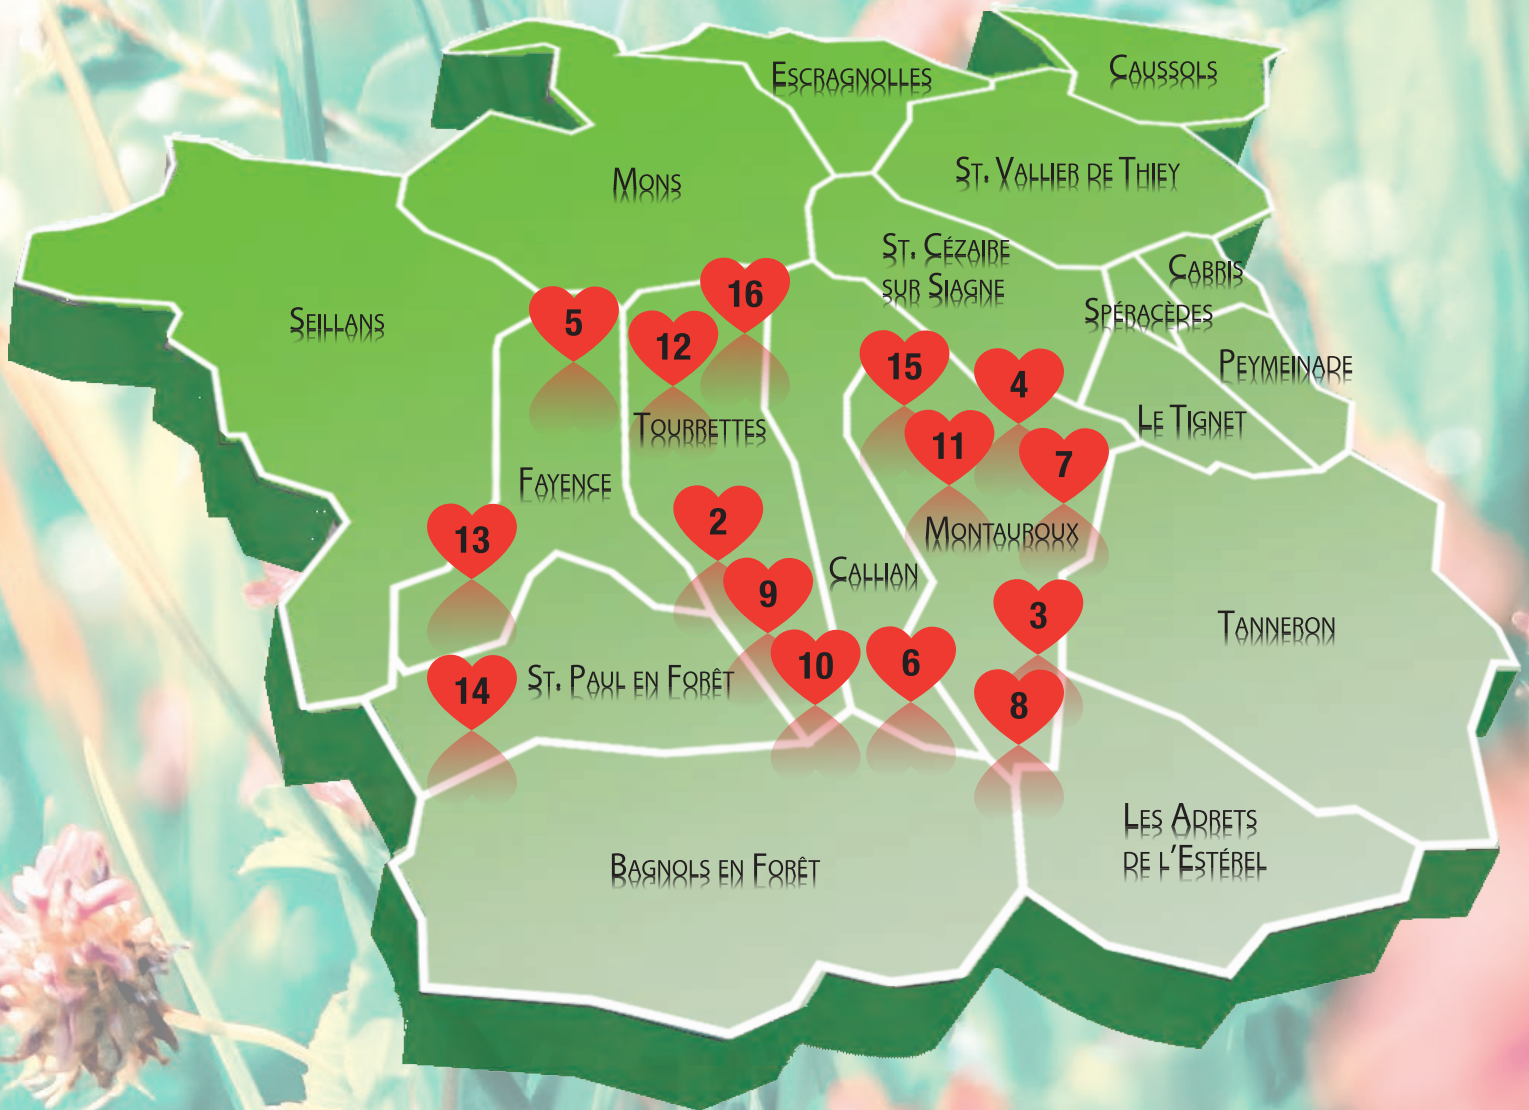 ESCRAGNOLLES
CAUSSOLS
MONS
ST. VALLIER DE THIEY
ST. CÉZAIRE
SUR SIAGNE
CABRIS
SPÉRACÈDES
SEILLANS
5
16
12
15
4
PEYMEINADE
LE TIGNET
TOURRETTES
11
7
FAYENCE
13
2
MONTAUROUX
CALLIAN
9
3
TANNERON
ST. PAUL EN FORÊT
14
10
6
8
LES ADRETS
DE L'ESTÉREL
BAGNOLS EN FORÊT